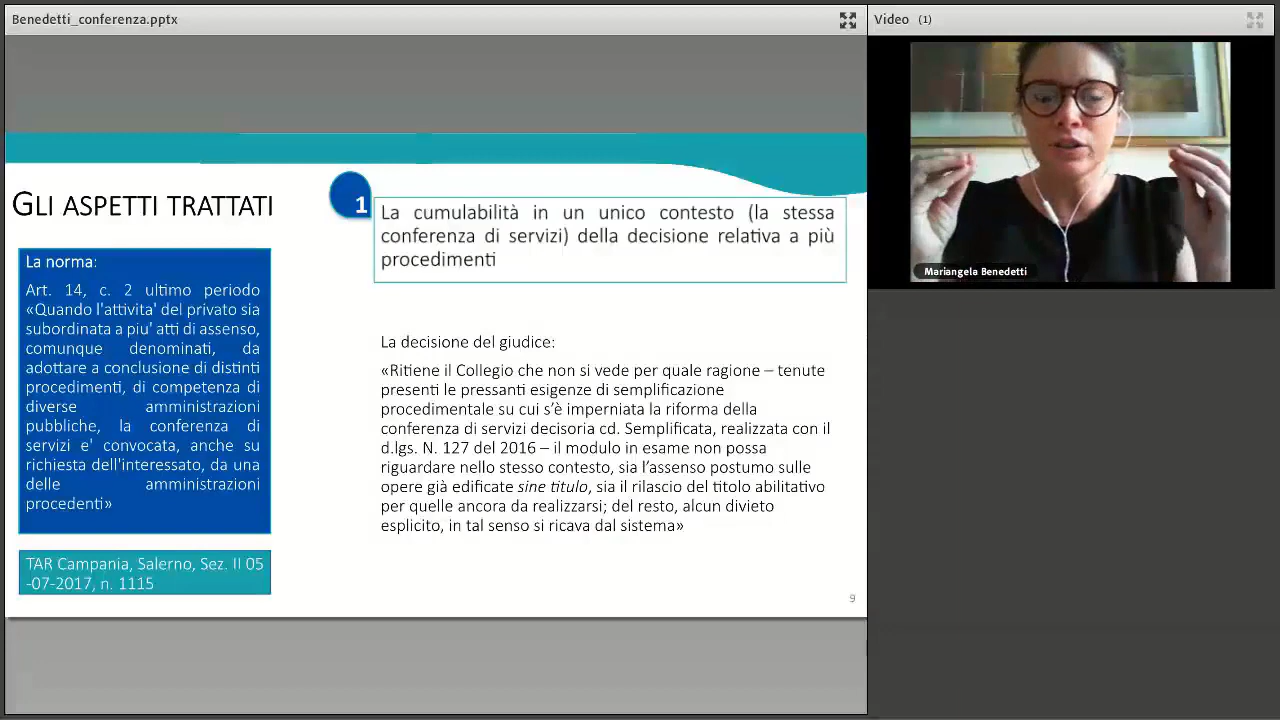 Benedetti_conferenza.pptx
Video (1)
GLI ASPETTI TRATTATI
1
La cumulabilità in un unico contesto (la stessa
conferenza di servizi) della decisione relativa a più
procedimenti
La norma:
Art. 14, c. 2 ultimo periodo
«Quando l'attivita' del privato sia
subordinata a piu' atti di assenso,
comunque denominati, da
adottare a conclusione di distinti
procedimenti, di competenza di
diverse amministrazioni
pubbliche, la conferenza di
servizi e' convocata, anche su
richiesta dell'interessato, da una
delle amministrazioni
procedenti»
TAR Campania, Salerno, Sez. II 05
-07-2017, n. 1115
La decisione del giudice:
«Ritiene il Collegio che non si vede per quale ragione – tenute
presenti le pressanti esigenze di semplificazione
procedimentale su cui s'è imperniata la riforma della
conferenza di servizi decisoria cd. Semplificata, realizzata con il
d.lgs. N. 127 del 2016 – il modulo in esame non possa
riguardare nello stesso contesto, sia l'assenso postumo sulle
opere già edificate sine titulo, sia il rilascio del titolo abilitativo
per quelle ancora da realizzarsi; del resto, alcun divieto
esplicito, in tal senso si ricava dal sistema»
9
Mariangela Benedetti